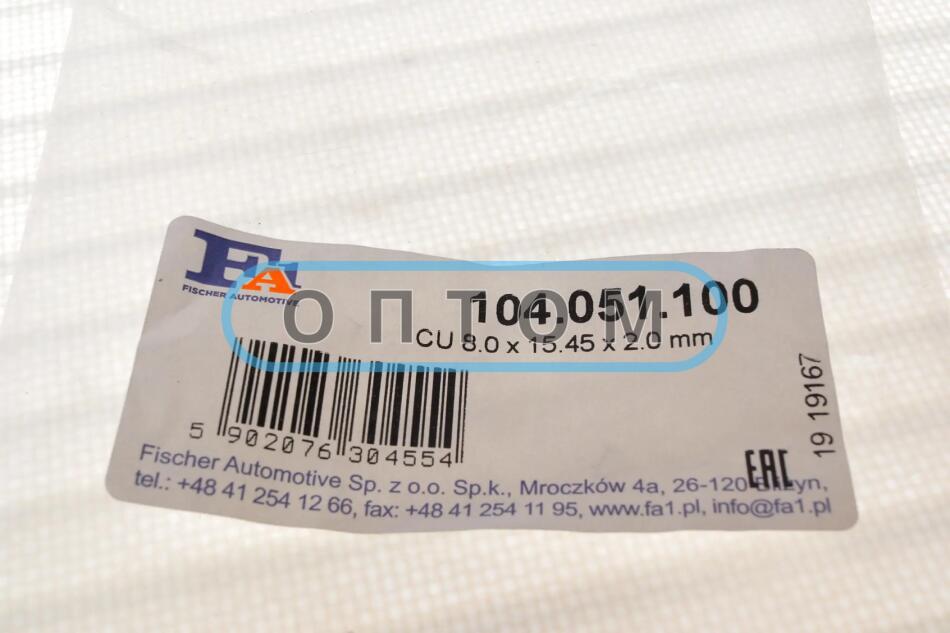 FA1
FISCHER AUTOMOTIVE
104.051.100
ОПТОМ
CU 8.0 x 15.45 x 2.0 mm
5 902076 304554
19 19167
EAC
Fischer Automotive Sp. z o.o. Sp.k., Mroczków 4a, 26-120
tel.: +48 41 254 12 66, fax: +48 41 254 11 95, www.fa1.pl, info@fa1.pl